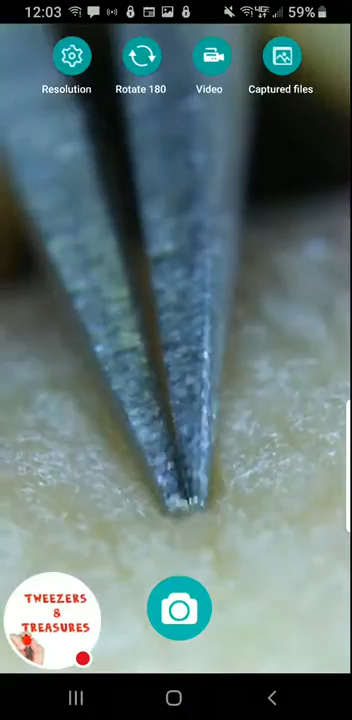 12:03
59%
Resolution
Rotate 180
Video
Captured files
TWEEZERS
&
TREASURES